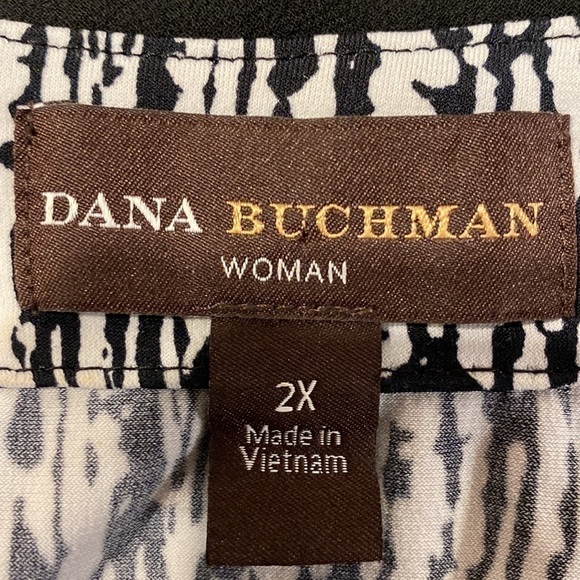 DANA BUCHMAN
WOMAN
2X
Made in
Vietnam